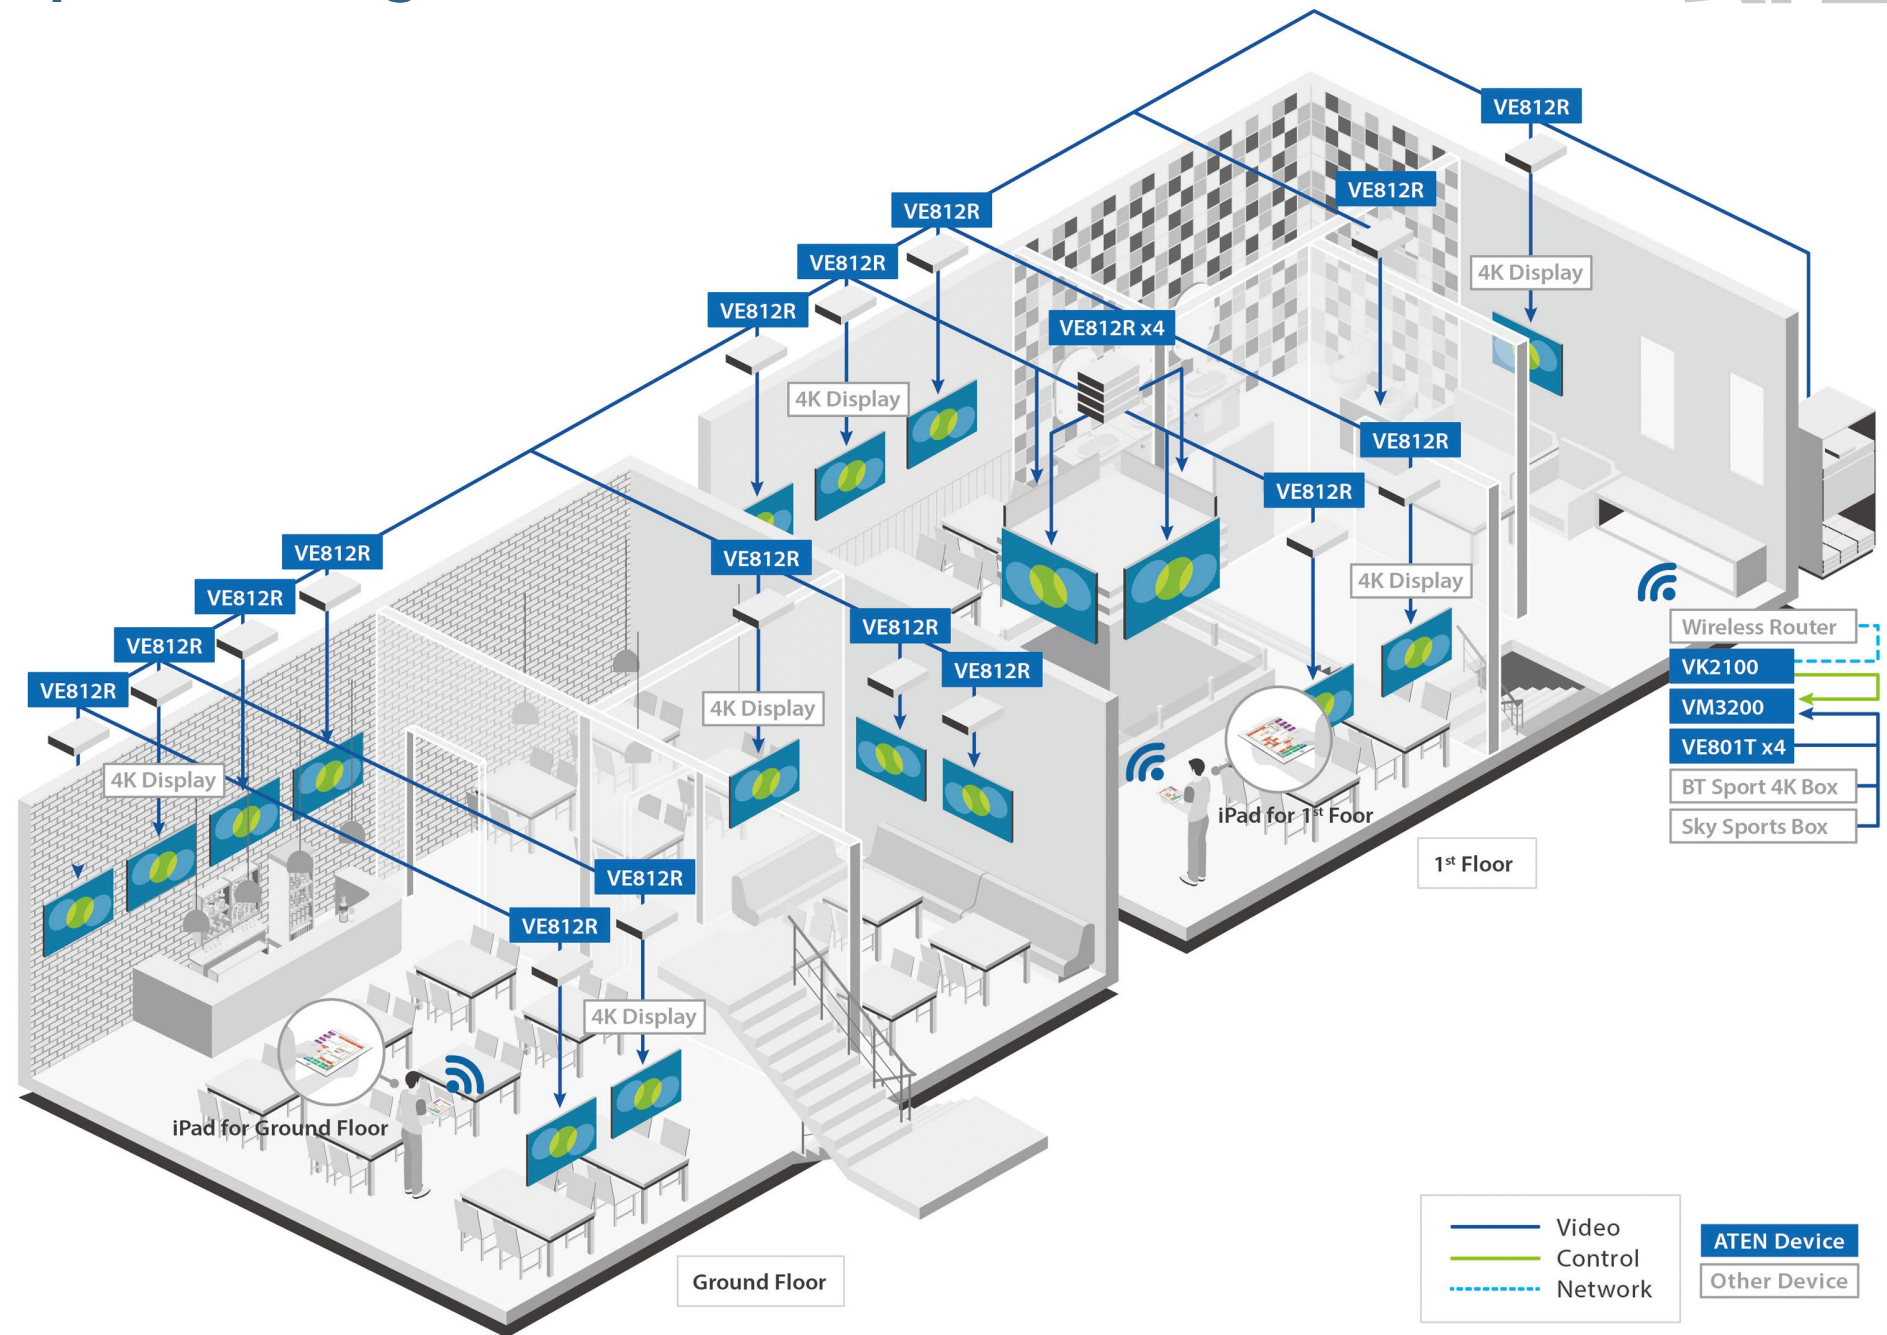 VE812R
VE812R
VE812R
VE812R
4K Display
VE812R
VE812R x4
4K Display
VE812R
VE812R
VE812R
VE812R
4K Display
VE812R
VE812R
VE812R
VE812R
VE812R
4K Display
4K Display
Wireless Router
VK2100
VM3200
VE801T x4
BT Sport 4K Box
Sky Sports Box
iPad for 1st Foor
1st Floor
VE812R
VE812R
4K Display
iPad for Ground Floor
Ground Floor
Video
Control
Network
ATEN Device
Other Device